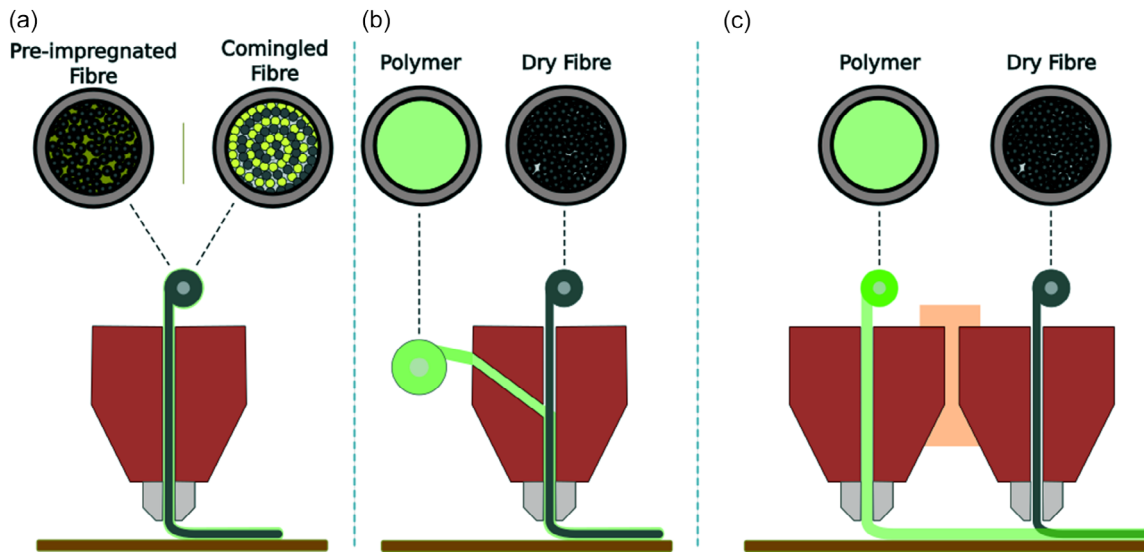 (a)
Pre-impregnated
Fibre
Comingled
Fibre
(b)
Polymer
Dry Fibre
(c)
Polymer
Dry Fibre